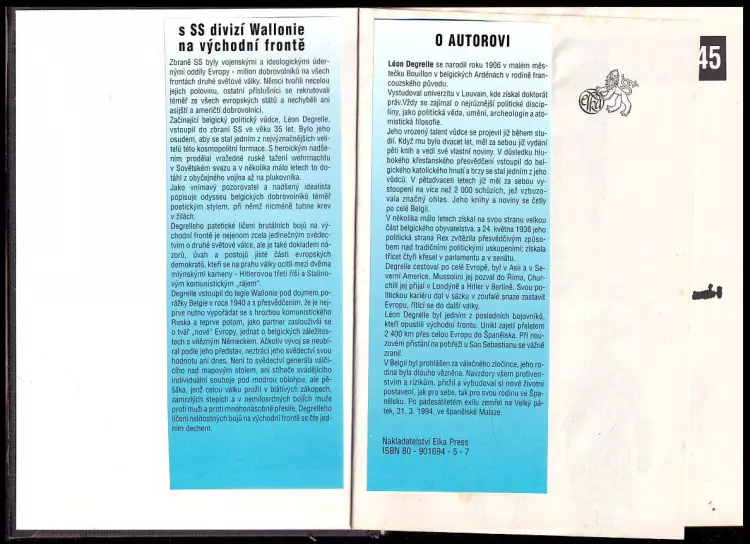 s SS divizí Wallonie
na východní frontě
Zbraně SS byly vojenskými a ideologickými úder-
nými oddíly Evropy - milion dobrovolníků na všech
frontách druhé světové války. Němci tvořili necelou
jejich polovinu, ostatní příslušníci se rekrutovali
téměř ze všech evropských států a nechyběli ani
asijští a američtí dobrovolníci.
Začínající belgický politický vůdce, Léon Degrelle,
vstoupil do zbraní SS ve věku 35 let. Bylo jeho
osudem, aby se stal jedním z nejvýznačnějších veli-
telů této kosmopolitní formace. S heroickým nadše-
ním prodělal vražedné ruské tažení wehrmachtu
v Sovětském svazu a v několika málo letech to do-
táhl z obyčejného vojína až na plukovníka.
Jako vnímavý pozorovatel a nadšený idealista
popisuje odysseu belgických dobrovolníků téměř
poetickým stylem, při němž nicméně tuhne krev
v žilách.
Degrelleho patetické líčení brutálních bojů na vý-
chodní frontě je nejenom zcela jedinečným svědec-
tvím o druhé světové válce, ale je také dokladem názo-
rů, úvah a postojů jisté části evropských
demokratů, kteří se na prahu války ocitli mezi dvěma
mlýnskými kameny - Hitlerovou třetí říší a Stalino-
vým komunistickým „rájem".
Degrelle vstoupil do legie Wallonie pod dojmem po-
rážky Belgie v roce 1940 s přesvědčením, že je nej-
prve nutno vypořádat se s hrozbou komunistického
Ruska a teprve potom, jako partner zasloužívší se
o tvář „nové" Evropy, jednat o belgických záležitos-
tech s vítězným Německem. Ačkoliv vývoj se neubí-
ral podle jeho představ, neztrácí jeho svědectví svou
hodnotu ani dnes. Není to svědectví generála válčí-
cího nad mapovým stolem, ani stíhače svádějícího
individuální souboje pod modrou oblohou, ale pě-
šáka, jenž celou válku prožil v blátivých zákopech,
zamrzlých stepích a v nemilosrdných bojích muže
proti muži a proti mnohonásobné přesile. Degrelleho
líčení nelítostných bojů na východní frontě se čte jed-
ním dechem.
O AUTOROVI
Léon Degrelle se narodil roku 1906 v malém měs-
tečku Bouillon v belgických Ardénách v rodině fran-
couzského původu.
Vystudoval univerzitu v Louvain, kde získal doktorát
práv.Vždy se zajímal o nejrůznější politické discip-
líny, jako politická věda, umění, archeologie a ato-
mistická filosofie.
Jeho vrozený talent vůdce se projevil již během stu-
dií. Když mu bylo dvacet let, měl za sebou již vydání
pěti knih a vedl své vlastní noviny. V důsledku hlu-
bokého křesťanského přesvědčení vstoupil do bel-
gického katolického hnutí a brzy se stal jedním z jeho
vůdců. V pětadvaceti letech již měl za sebou vy-
stoupení na více než 2 000 schůzích, jež vzbuzo-
vala značný ohlas. Jeho knihy a noviny se četly
po celé Belgii.
V několika málo letech získal na svou stranu velkou
část belgického obyvatelstva, a 24. května 1936 jeho
politická strana Rex zvítězila přesvědčivým způso-
bem nad tradičními politickými uskupeními; získala
třicet čtyři křesel v parlamentu a v senátu.
Degrelle cestoval po celé Evropě, byl v Asii a v Se-
verní Americe. Mussolini jej pozval do Říma, Chur-
chill jej přijal v Londýně a Hitler v Berlíně. Svou po-
litickou kariéru dal v sázku v zoufalé snaze zastavit
Evropu, řítící se do další války.
Léon Degrelle byl jedním z posledních bojovníků,
kteří opustili východní frontu. Unikl zajetí přeletem
2 400 km přes celou Evropu do Španělska. Při nou-
zovém přistání na pobřeží u San Sebastianu se vážně
zranil.
V Belgii byl prohlášen za válečného zločince, jeho ro-
dina byla dlouho vězněna. Navzdory všem protiven-
stvím a rizikům, přežil a vybudoval si nové životní
postavení, jak pro sebe, tak pro svou rodinu ve Špa-
nělsku. Po padesátiletém exilu zemřel na Velký pá-
tek, 31. 3. 1994, ve španělské Malaze.
Nakladatelství Elka Press
ISBN 80 - 901694 - 5 - 7
elka
45